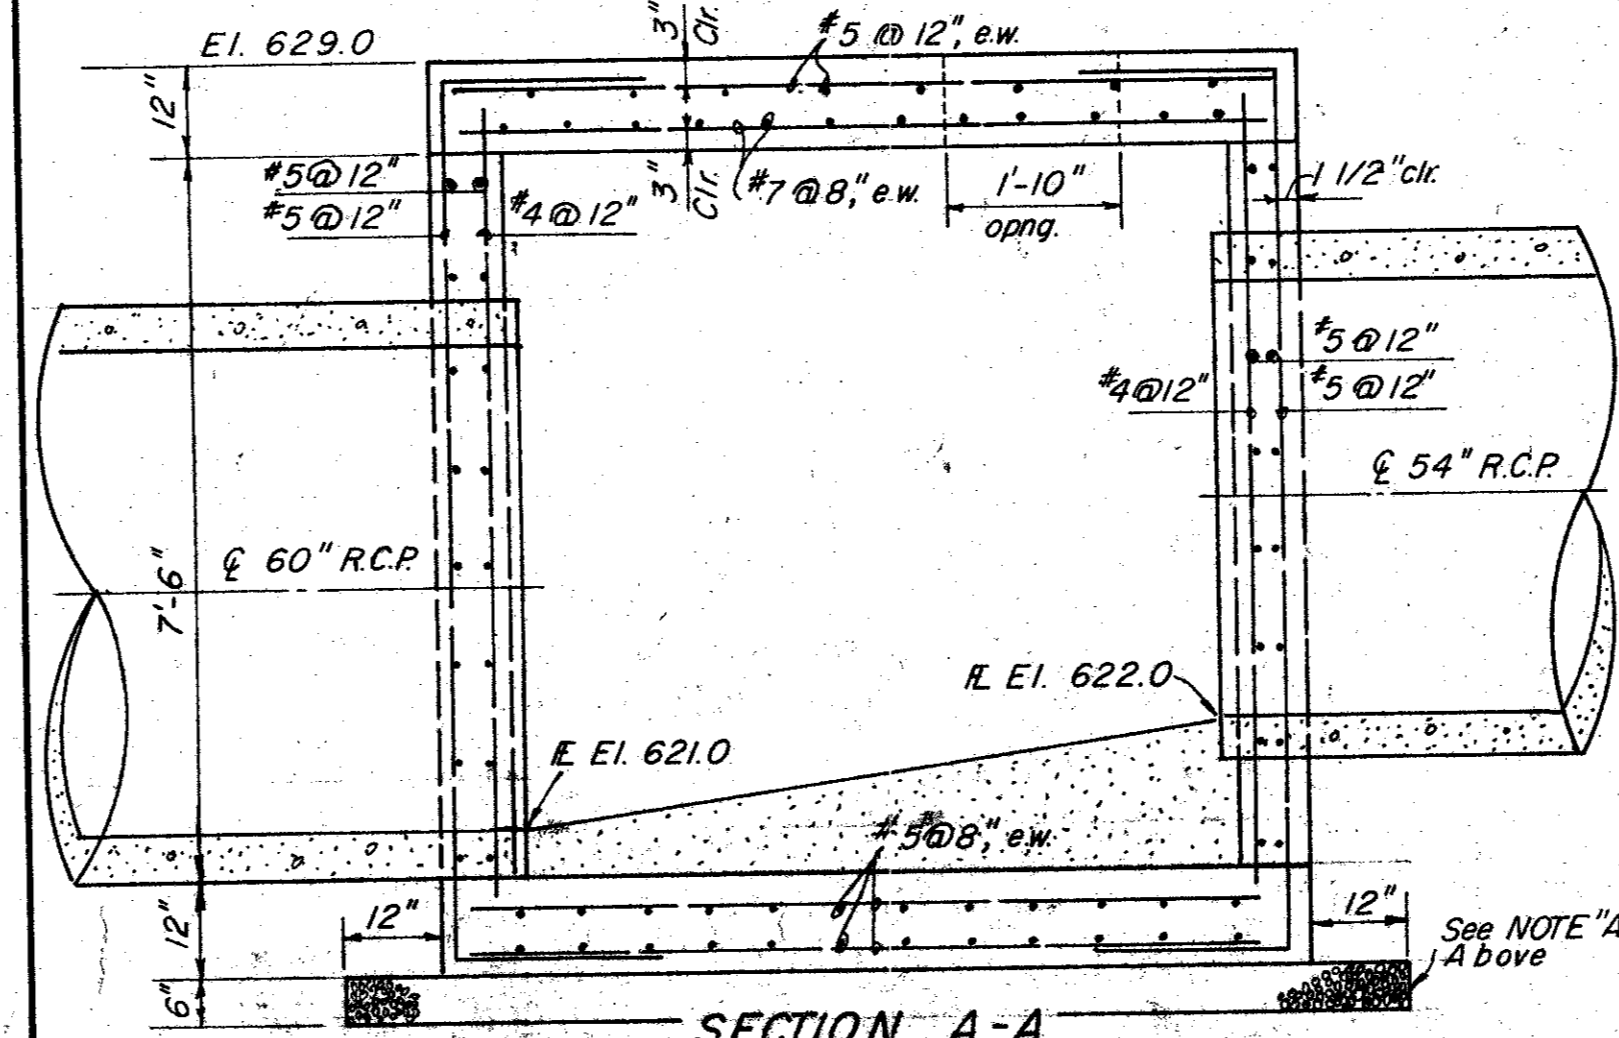 El. 629.0
3" Clr.
#5 @ 12", e.w.
12"
#5 @ 12"
#5 @ 12"
#4 @ 12"
3" Clr.
#7 @ 8", e.w.
1'-10"
opng.
1 1/2" clr.
#5 @ 12"
#4 @ 12"
#5 @ 12"
℄ 54" R.C.P.
℄ 60" R.C.P.
7'-6"
El. 622.0
El. 621.0
#5 @ 8", e.w.
12"
12"
12"
See NOTE "A
Above
6"
SECTION A-A